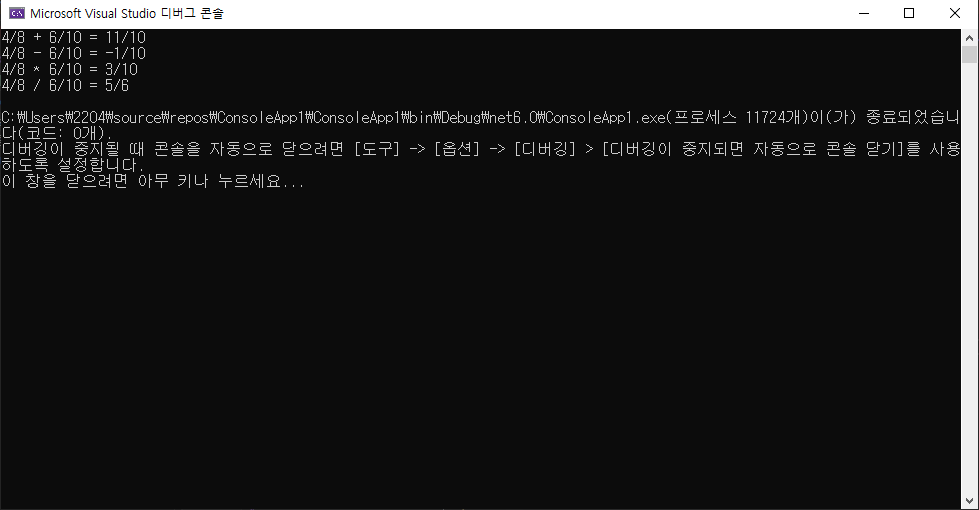 Microsoft Visual Studio 디버그 콘솔
4/8 + 6/10 = 11/10
4/8 - 6/10 = -1/10
4/8 * 6/10 = 3/10
4/8 / 6/10 = 5/6
C:₩Users₩2204₩source₩repos₩ConsoleApp1₩ConsoleApp1₩bin₩Debug₩net6.0₩ConsoleApp1.exe(프로세스 11724개)이(가) 종료되었습니
다(코드: 0개).
디버깅이 중지될 때 콘솔을 자동으로 닫으려면 [도구] -> [옵션] -> [디버깅] > [디버깅이 중지되면 자동으로 콘솔 닫기]를 사용
하도록 설정합니다.
이 창을 닫으려면 아무 키나 누르세요...